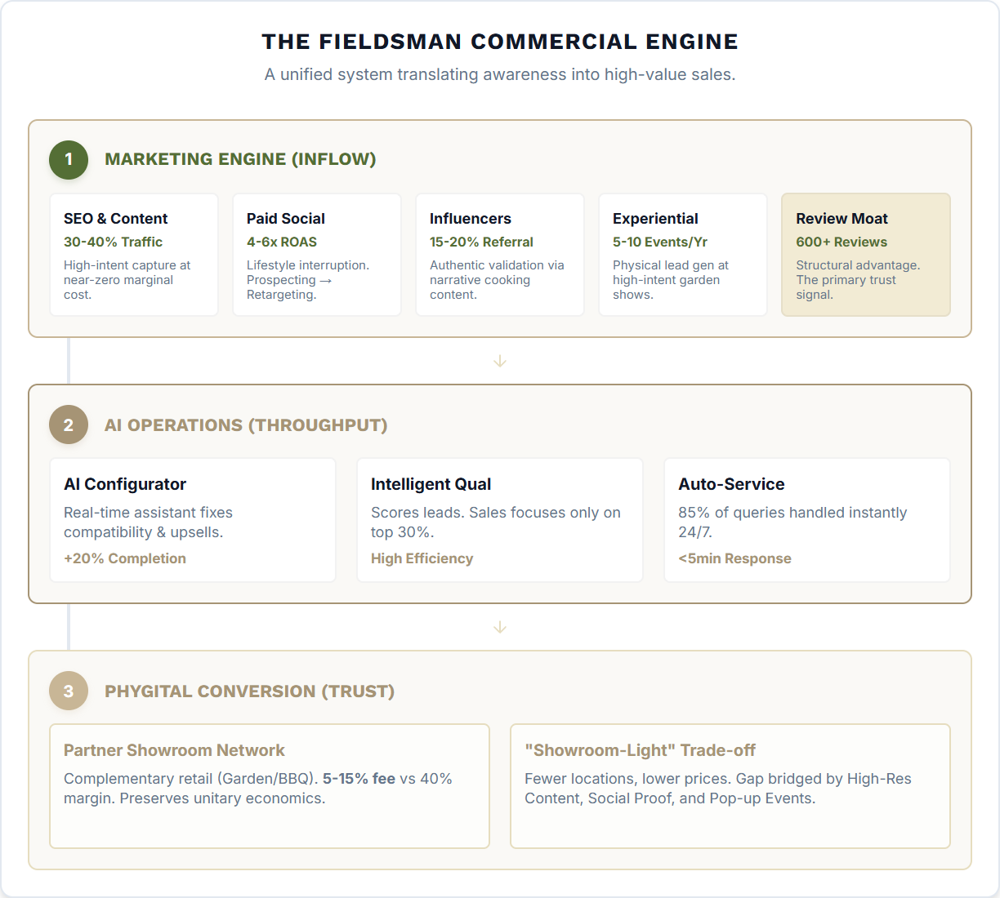 THE FIELDSMAN COMMERCIAL ENGINE
A unified system translating awareness into high-value sales.
1
MARKETING ENGINE (INFLOW)
SEO & Content
30-40% Traffic
High-intent capture at
near-zero marginal
cost.
Paid Social
4-6x ROAS
Lifestyle interruption.
Prospecting →
Retargeting.
Influencers
15-20% Referral
Authentic validation via
narrative cooking
content.
Experiential
5-10 Events/Yr
Physical lead gen at
high-intent garden
shows.
Review Moat
600+ Reviews
Structural advantage.
The primary trust
signal.
↓
2
AI OPERATIONS (THROUGHPUT)
AI Configurator
Real-time assistant fixes
compatibility & upsells.
+20% Completion
Intelligent Qual
Scores leads. Sales focuses only on
top 30%.
High Efficiency
Auto-Service
85% of queries handled instantly
24/7.
<5min Response
↓
3
PHYGITAL CONVERSION (TRUST)
Partner Showroom Network
Complementary retail (Garden/BBQ). 5-15% fee vs 40%
margin. Preserves unitary economics.
"Showroom-Light" Trade-off
Fewer locations, lower prices. Gap bridged by High-Res
Content, Social Proof, and Pop-up Events.